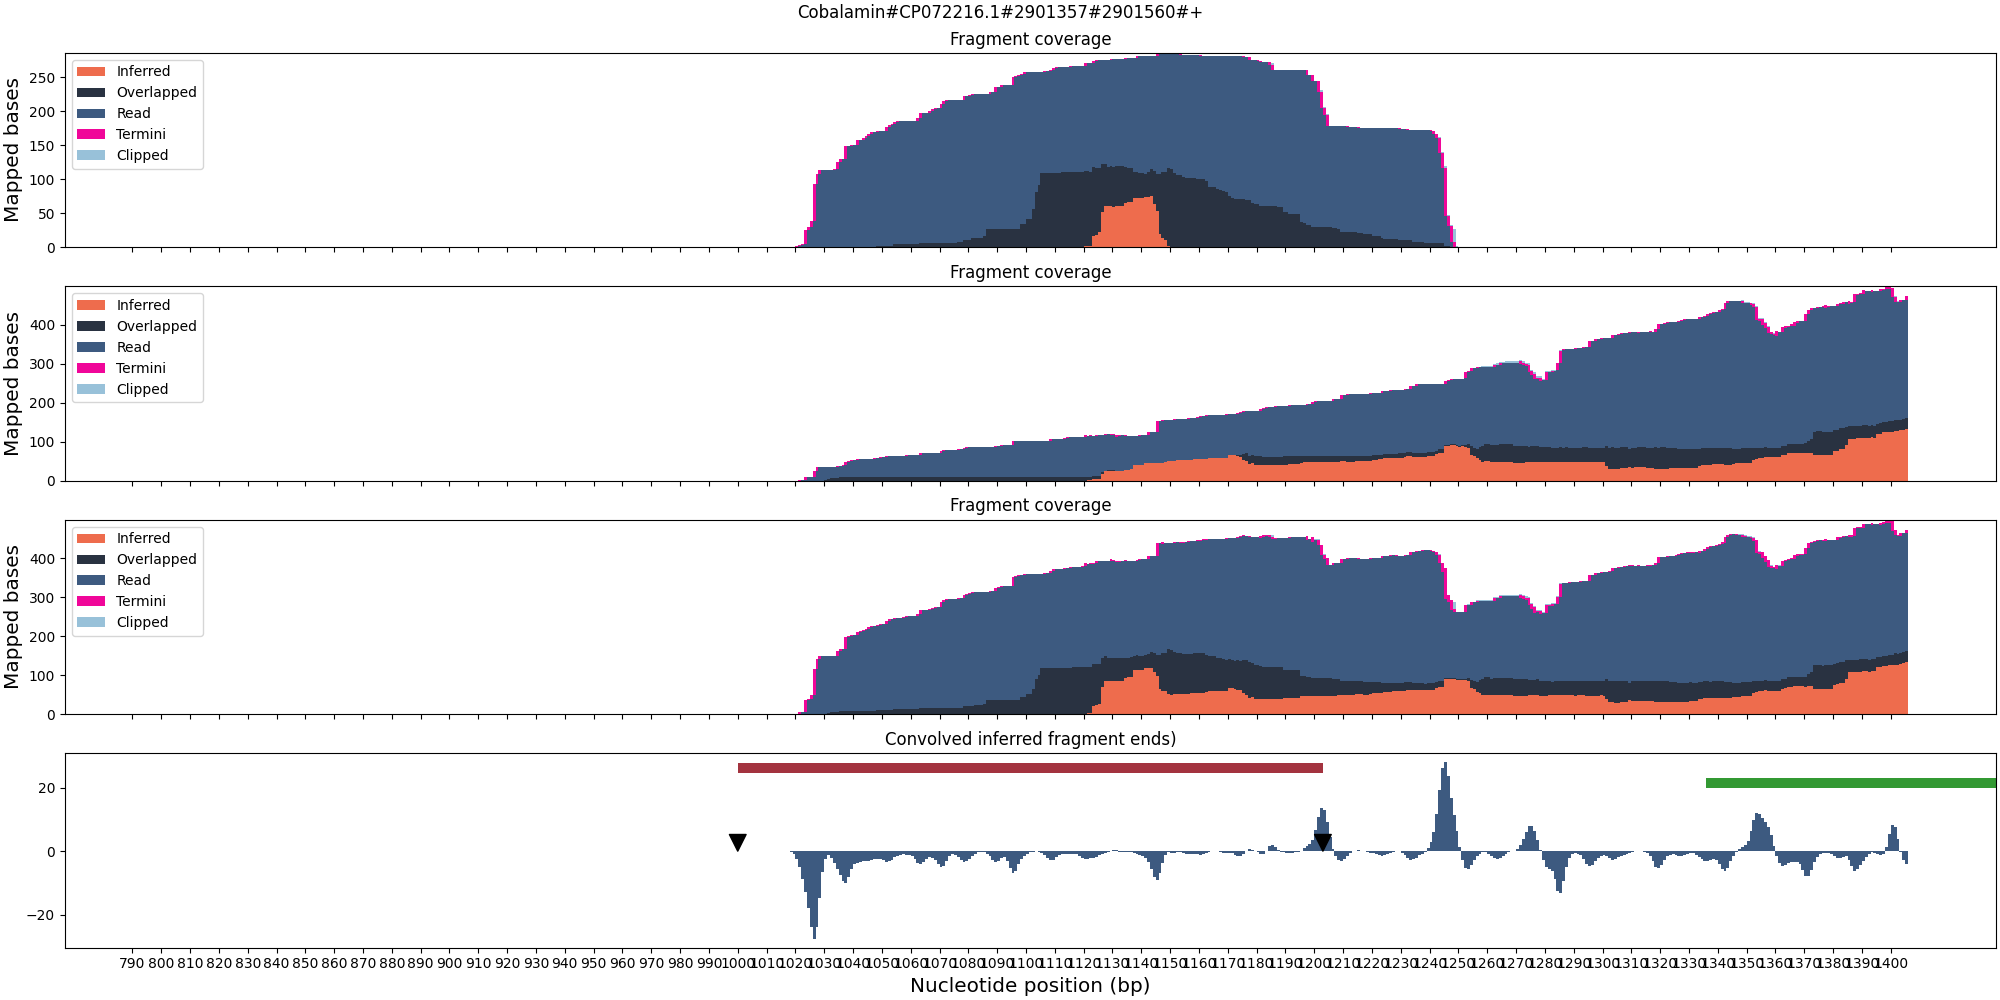 Cobalamin#CP072216.1#2901357#2901560#+
Fragment coverage
Mapped bases
250
200
150
100
50
0
Inferred
Overlapped
Read
Termini
Clipped
Fragment coverage
Mapped bases
400
300
200
100
0
Inferred
Overlapped
Read
Termini
Clipped
Fragment coverage
Mapped bases
400
300
200
100
0
Inferred
Overlapped
Read
Termini
Clipped
Convolved inferred fragment ends)
20
0
−20
790 800 810 820 830 840 850 860 870 880 890 900 910 920 930 940 950 960 970 980 990 1000 1010 1020 1030 1040 1050 1060 1070 1080 1090 1100 1110 1120 1130 1140 1150 1160 1170 1180 1190 1200 1210 1220 1230 1240 1250 1260 1270 1280 1290 1300 1310 1320 1330 1340 1350 1360 1370 1380 1390 1400
Nucleotide position (bp)